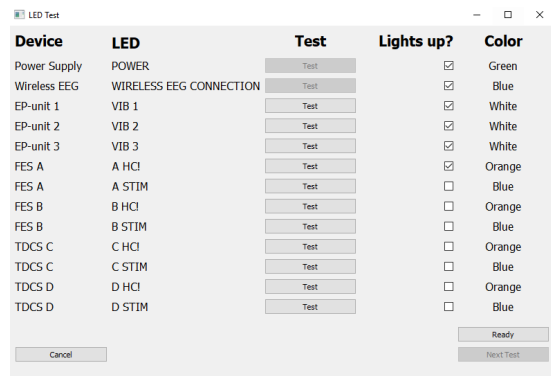 LED Test
Device LED Test Lights up? Color
Power Supply POWER Test Green
Wireless EEG WIRELESS EEG CONNECTION Test Blue
EP-unit 1 VIB 1 Test White
EP-unit 2 VIB 2 Test White
EP-unit 3 VIB 3 Test White
FES A A HC! Test Orange
FES A A STIM Test Blue
FES B B HC! Test Orange
FES B B STIM Test Blue
TDCS C C HC! Test Orange
TDCS C C STIM Test Blue
TDCS D D HC! Test Orange
TDCS D D STIM Test Blue
Ready
Cancel Next Test